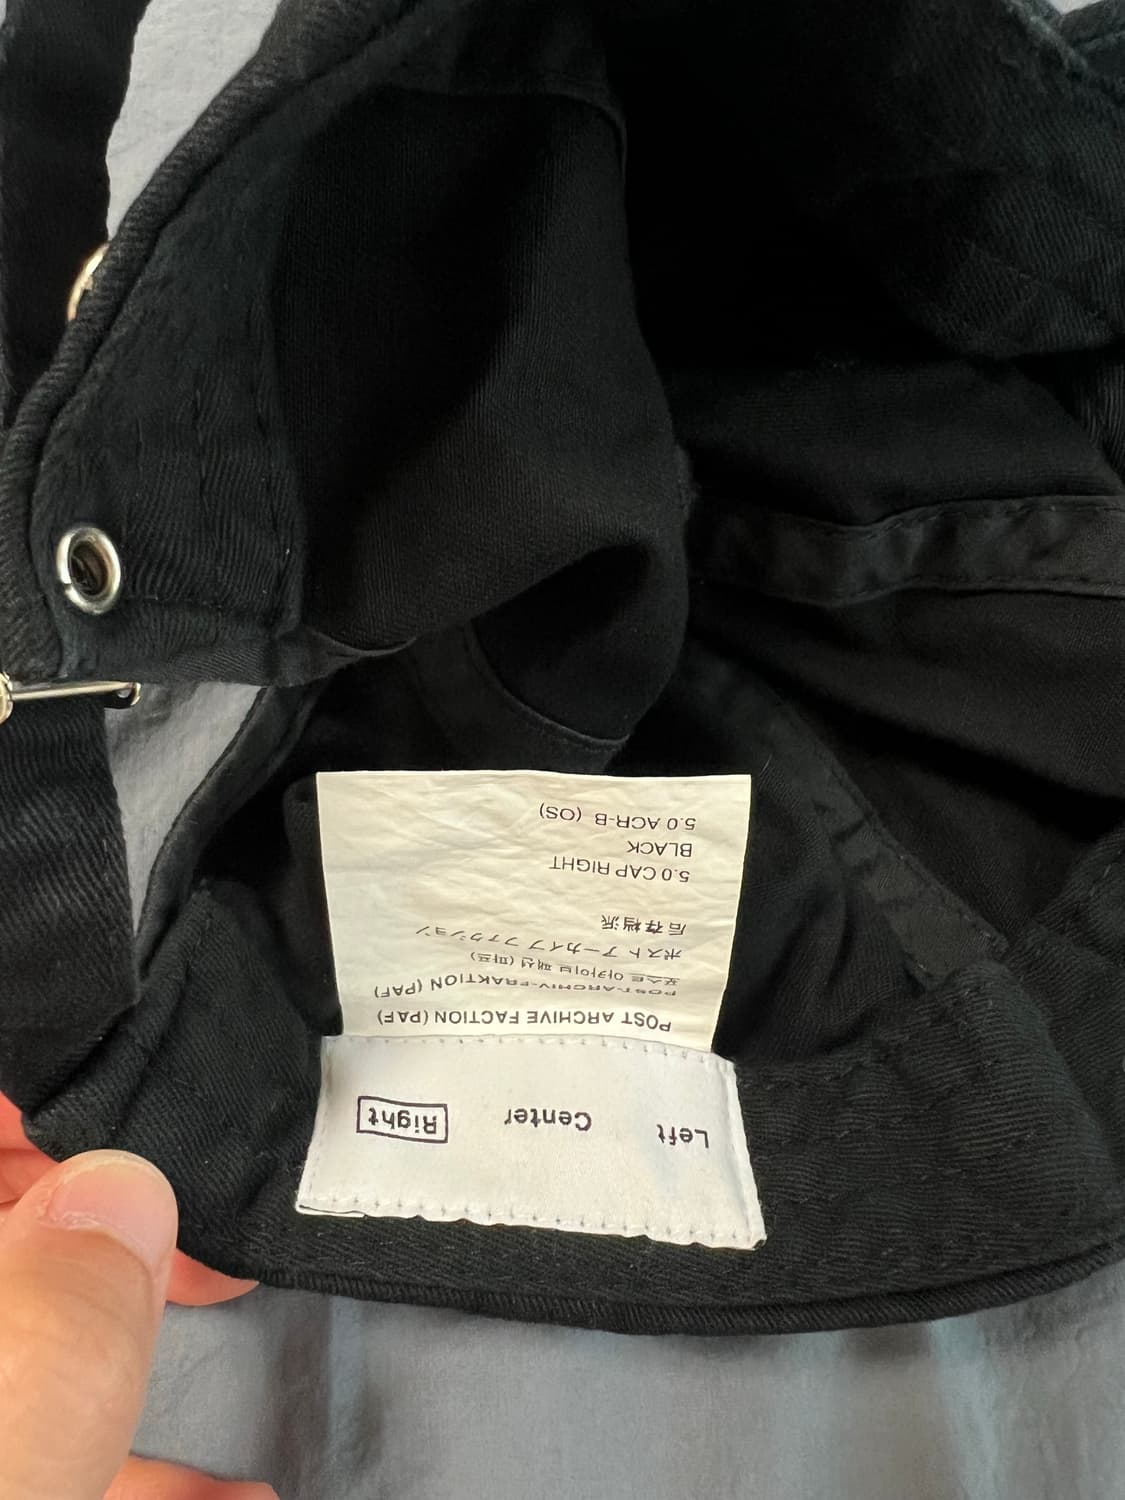 Left Center Right
POST ARCHIVE FACTION (PAF)
POST-ARCHIV-FRAKTION (PAF)
포스트 아카이브 팩션 (파프)
ポスト アーカイブ ファクション
后存档派
5.0 CAP RIGHT
BLACK
5.0 ACR-B (OS)